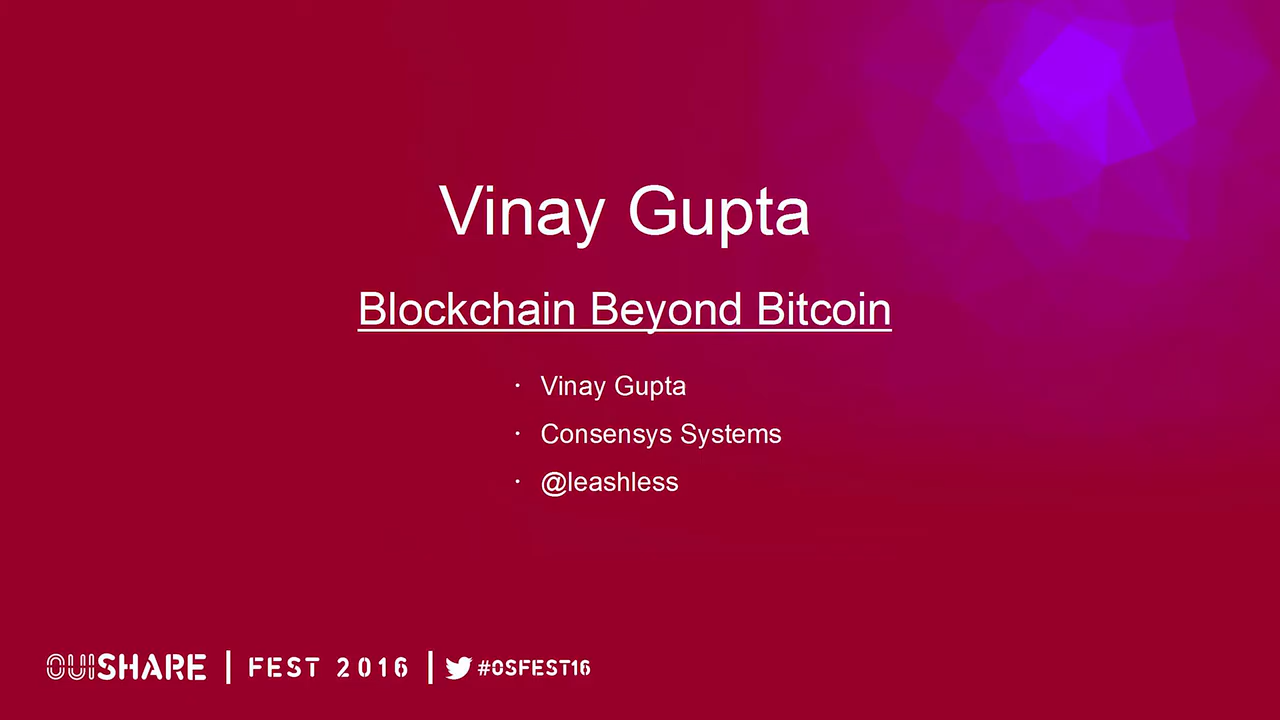 Vinay Gupta
Blockchain Beyond Bitcoin
· Vinay Gupta
· Consensys Systems
· @leashless
OUISHARE | FEST 2016 | #OSFEST16